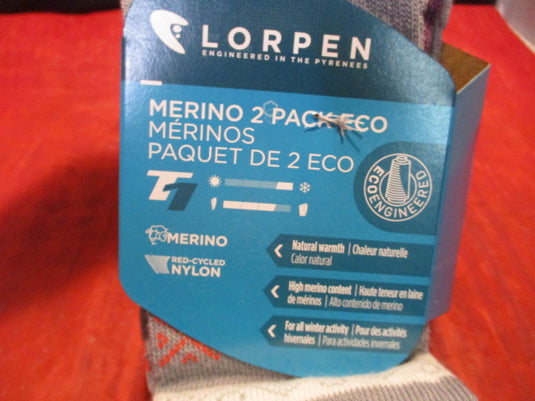 LORPEN
ENGINEERED IN THE PYRENEES
MERINO 2 PACK ECO
MÉRINOS
PAQUET DE 2 ECO
T1
ECOENGINEERED
MERINO
RED-CYCLED
NYLON
Natural warmth | Chaleur naturelle
Calor natural
High merino content | Haute teneur en laine
de mérinos | Alto contenido de merino
For all winter activity | Pour des activités
hivernales | Para actividades invernales